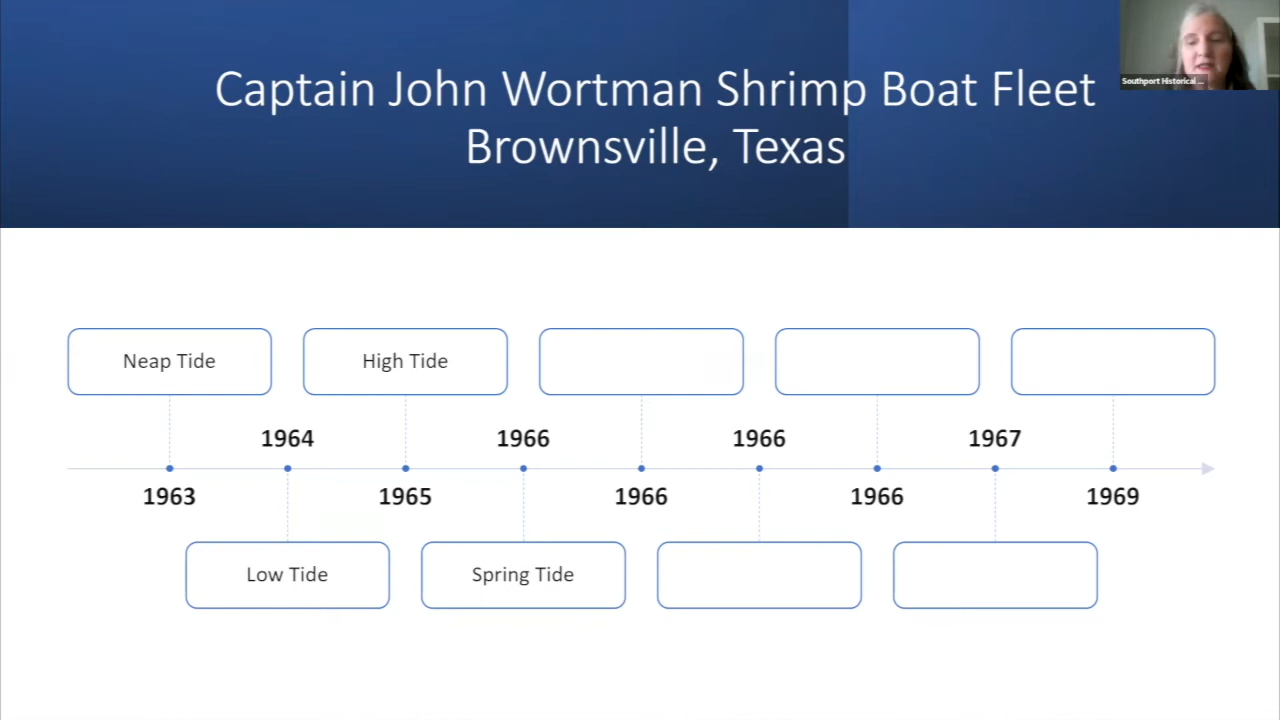 Captain John Wortman Shrimp Boat Fleet
Brownsville, Texas
Southport Historical ...
Neap Tide
High Tide
1964
1966
1966
1967
1963
1965
1966
1966
1969
Low Tide
Spring Tide